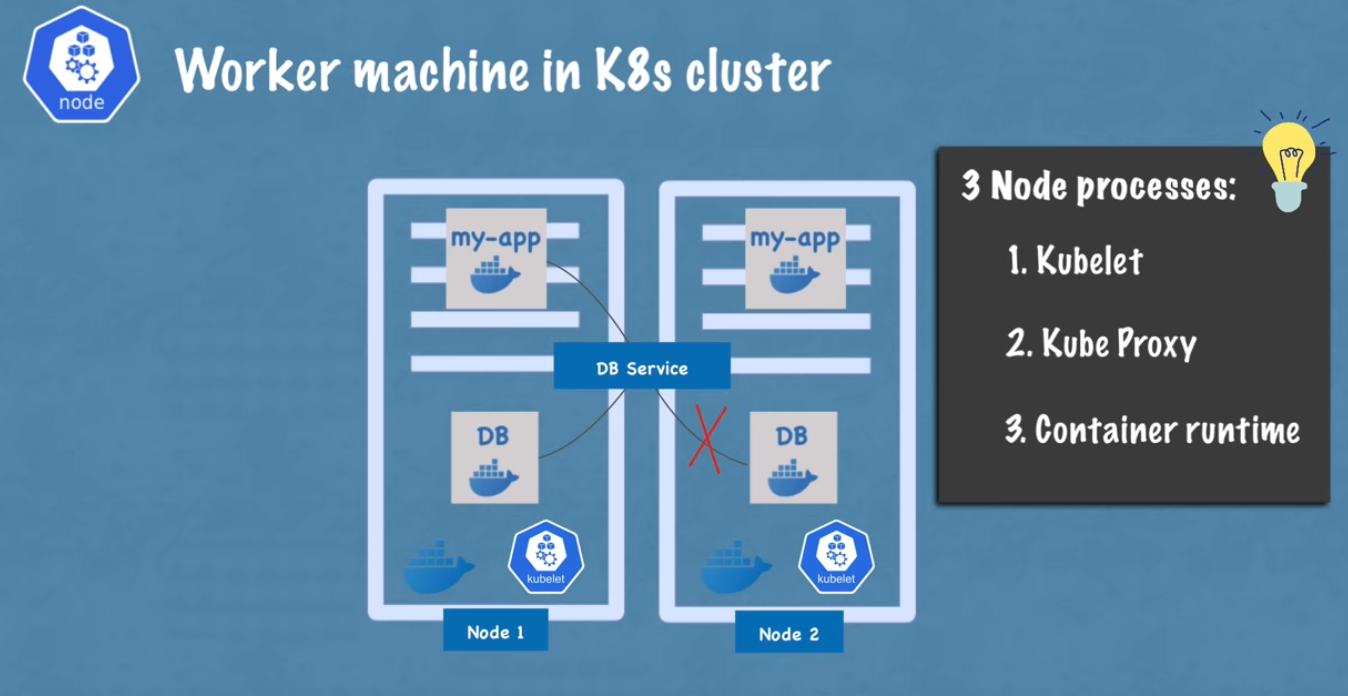 node
Worker machine in K8s cluster
3 Node processes:
1. Kubelet
2. Kube Proxy
3. Container runtime
my-app
my-app
DB Service
DB
DB
kubelet
kubelet
Node 1
Node 2